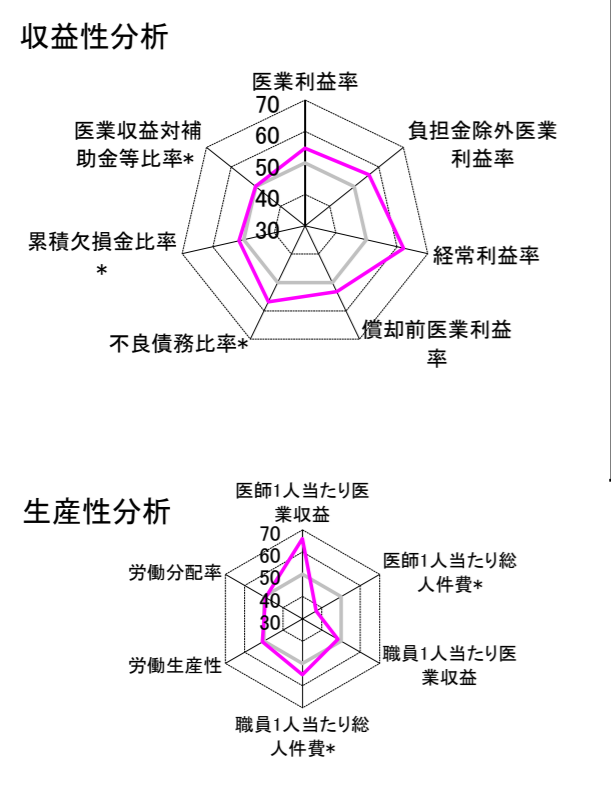 収益性分析
医業利益率
70
60
50
40
30
負担金除外医業
利益率
経常利益率
償却前医業利益
率
不良債務比率*
累積欠損金比率
*
医業収益対補
助金等比率*
生産性分析
医師1人当たり医
業収益
70
60
50
40
30
医師1人当たり総
人件費*
職員1人当たり医
業収益
職員1人当たり総
人件費*
労働生産性
労働分配率